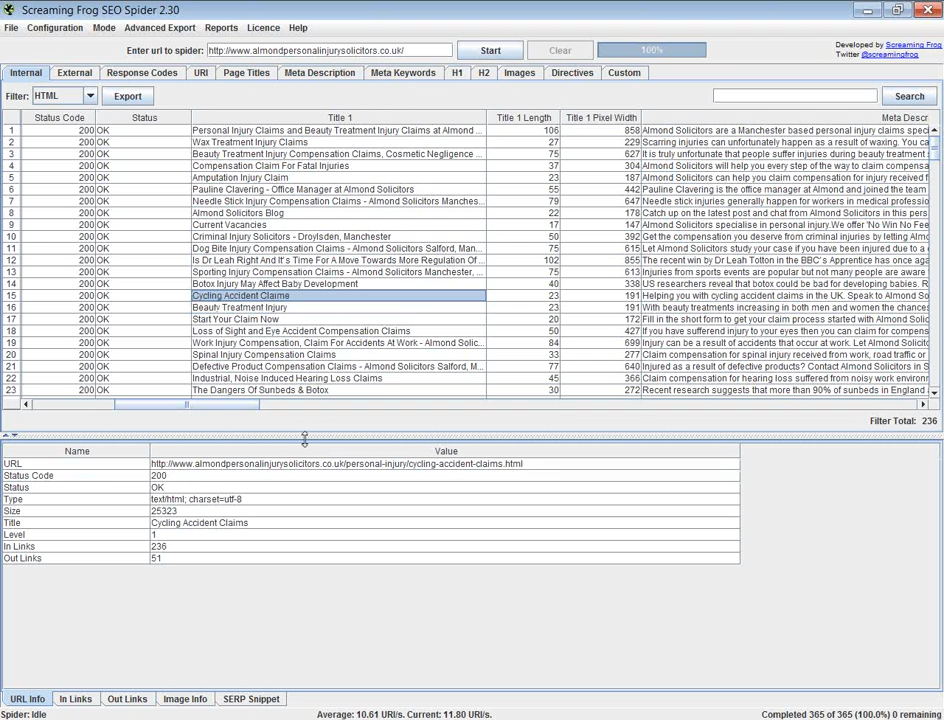 Screaming Frog SEO Spider 2.30
File Configuration Mode Advanced Export Reports Licence Help
Enter url to spider: http://www.almondpersonalinjurysolicitors.co.uk/ Start Clear 100% Developed by Screaming Frog
Twitter @screamingfrog
Internal External Response Codes URI Page Titles Meta Description Meta Keywords H1 H2 Images Directives Custom
Filter: HTML Export Search
Status Code Status Title 1 Title 1 Length Title 1 Pixel Width Meta Descr
1 200 OK Personal Injury Claims and Beauty Treatment Injury Claims at Almond ... 106 858 Almond Solicitors are a Manchester based personal injury claims spec
2 200 OK Wax Treatment Injury Claims 27 229 Scarring injuries can unfortunately happen as a result of waxing. You ca
3 200 OK Beauty Treatment Injury Compensation Claims, Cosmetic Negligence ... 75 627 It is truly unfortunate that people suffer injuries during beauty treatment
4 200 OK Compensation Claim For Fatal Injuries 37 304 Almond Solicitors will help you every step of the way to compensation
5 200 OK Amputation Injury Claim 23 187 Almond Solicitors can help you claim compensation for injury received
6 200 OK Pauline Clavering - Office Manager at Almond Solicitors 55 442 Pauline Clavering is the office manager at Almond and joined the team
7 200 OK Needle Stick Injury Compensation Claims - Almond Solicitors Manches... 79 647 Needle stick injuries generally happen for workers in medical professio
8 200 OK Almond Solicitors Blog 22 178 Catch up on the latest post and chat from Almond Solicitors in this pers
9 200 OK Current Vacancies 17 147 Almond Solicitors specialise in personal injury.We offer 'No Win No Fee
10 200 OK Criminal Injury Solicitors - Droylsden, Manchester 50 392 Get the compensation you deserve from criminal injuries by letting Almo
11 200 OK Dog Bite Injury Compensation Claims - Almond Solicitors Salford, Man... 75 615 Let Almond Solicitors study your case if you have been injured due to a
12 200 OK Is Dr Leah Right And It's Time For A Move Towards More Regulation Of ... 102 855 The recent win by Dr Leah Totton in the BBC's Apprentice has once aga
13 200 OK Sporting Injury Compensation Claims - Almond Solicitors Manchester, ... 75 613 Injuries from sports events are popular but not many people are aware
14 200 OK Botox Injury May Affect Baby Development 40 338 US researchers reveal that botox could be bad for developing babies. R
15 200 OK Cycling Accident Claims 23 191 Helping you with cycling accident claims in the UK. Speak to Almond So
16 200 OK Beauty Treatment Injury 23 191 With beauty treatments increasing in both men and women the chances
17 200 OK Start Your Claim Now 20 172 Fill in the short form to get your claim process started with Almond Solic
18 200 OK Loss of Sight and Eye Accident Compensation Claims 50 427 If you have sufferend injury to your eyes then you can claim for compens
19 200 OK Work Injury Compensation, Claim For Accidents At Work - Almond Solic... 84 699 Injury can be a result of accidents that occur at work. Let Almond Solicit
20 200 OK Spinal Injury Compensation Claims 33 277 Claim compensation for spinal injury received from work, road traffic or
21 200 OK Defective Product Compensation Claims - Almond Solicitors Salford, M... 77 640 Injured as a result of defective products? Contact Almond Solicitors in S
22 200 OK Industrial, Noise Induced Hearing Loss Claims 45 366 Claim compensation for hearing loss suffered from noisy work environ
23 200 OK The Dangers Of Sunbeds & Botox 30 272 Recent research suggests that more than 90% of sunbeds in England
Filter Total: 236
Name Value
URL http://www.almondpersonalinjurysolicitors.co.uk/personal-injury/cycling-accident-claims.html
Status Code 200
Status OK
Type text/html; charset=utf-8
Size 25323
Title Cycling Accident Claims
Level 1
In Links 236
Out Links 51
URL Info In Links Out Links Image Info SERP Snippet
Spider: Idle Average: 10.61 URI/s. Current: 11.80 URI/s. Completed 365 of 365 (100.0%) 0 remaining